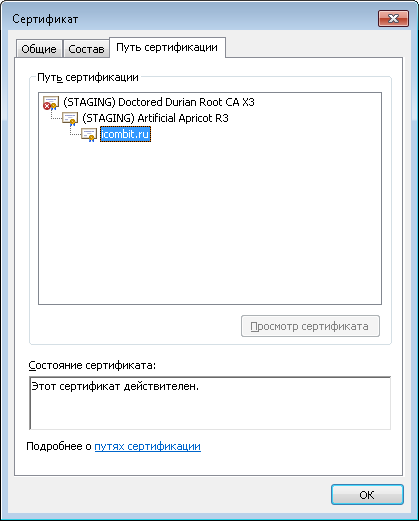 Сертификат
Общие Состав Путь сертификации
Путь сертификации
(STAGING) Doctored Durian Root CA X3
(STAGING) Artificial Apricot R3
icombit.ru
Просмотр сертификата
Состояние сертификата:
Этот сертификат действителен.
Подробнее о путях сертификации
ОК